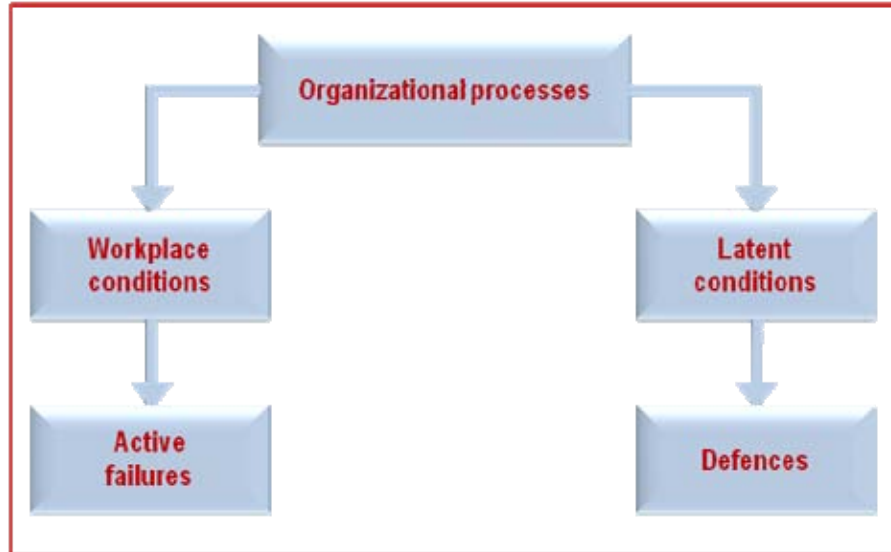 Organizational processes
Workplace
conditions
Latent
conditions
Active
failures
Defences